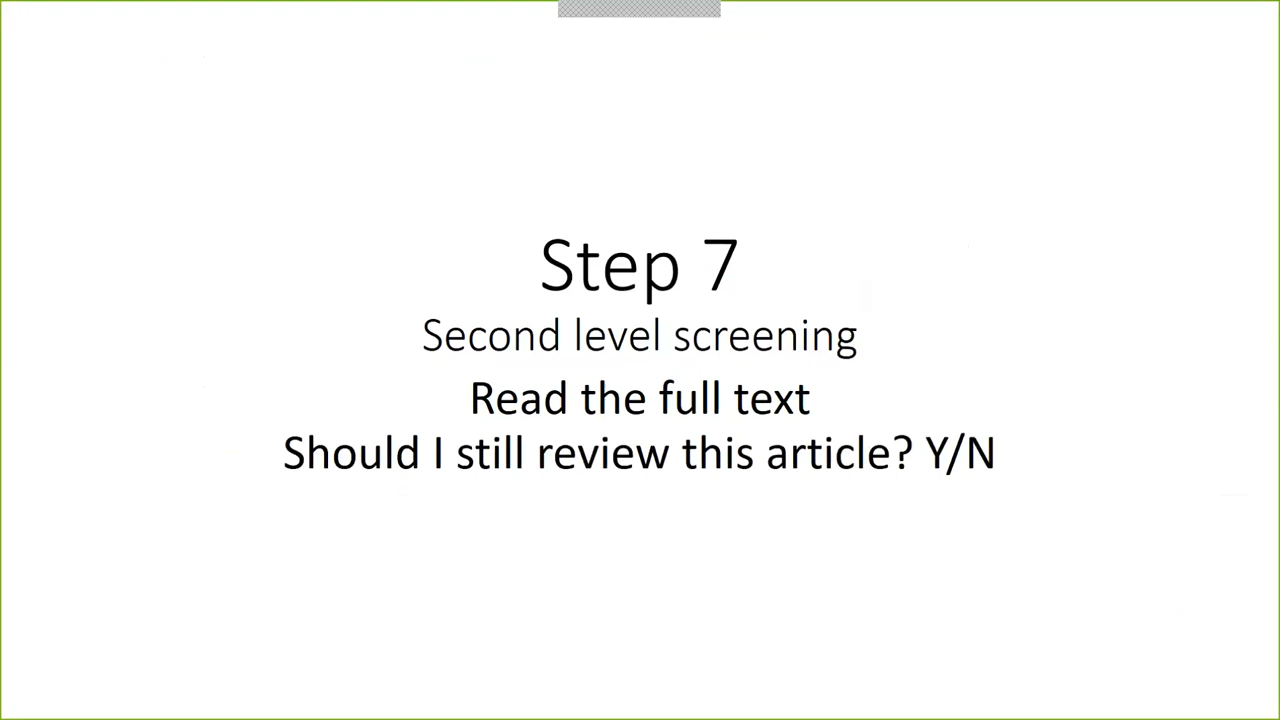 Step 7
Second level screening
Read the full text
Should I still review this article? Y/N